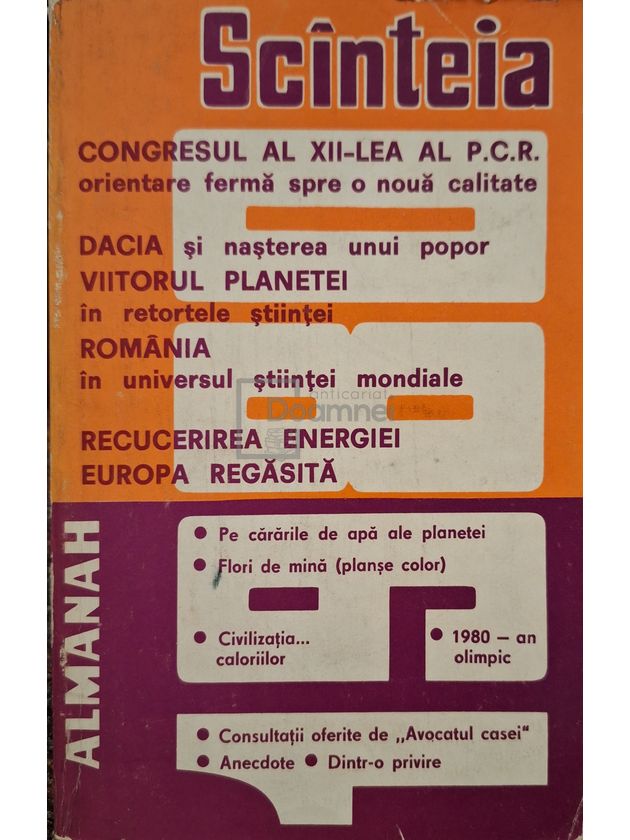 Scînteia
CONGRESUL AL XII-LEA AL P.C.R.
orientare fermă spre o nouă calitate
DACIA și nașterea unui popor
VIITORUL PLANETEI
în retortele științei
ROMÂNIA
în universul științei mondiale
anticariat
Doamnei
RECUCERIREA ENERGIEI
EUROPA REGĂSITĂ
ALMANAH
• Pe cărările de apă ale planetei
• Flori de mină (planșe color)
• Civilizația...
caloriilor
• 1980 – an
olimpic
• Consultații oferite de „Avocatul casei"
• Anecdote • Dintr-o privire